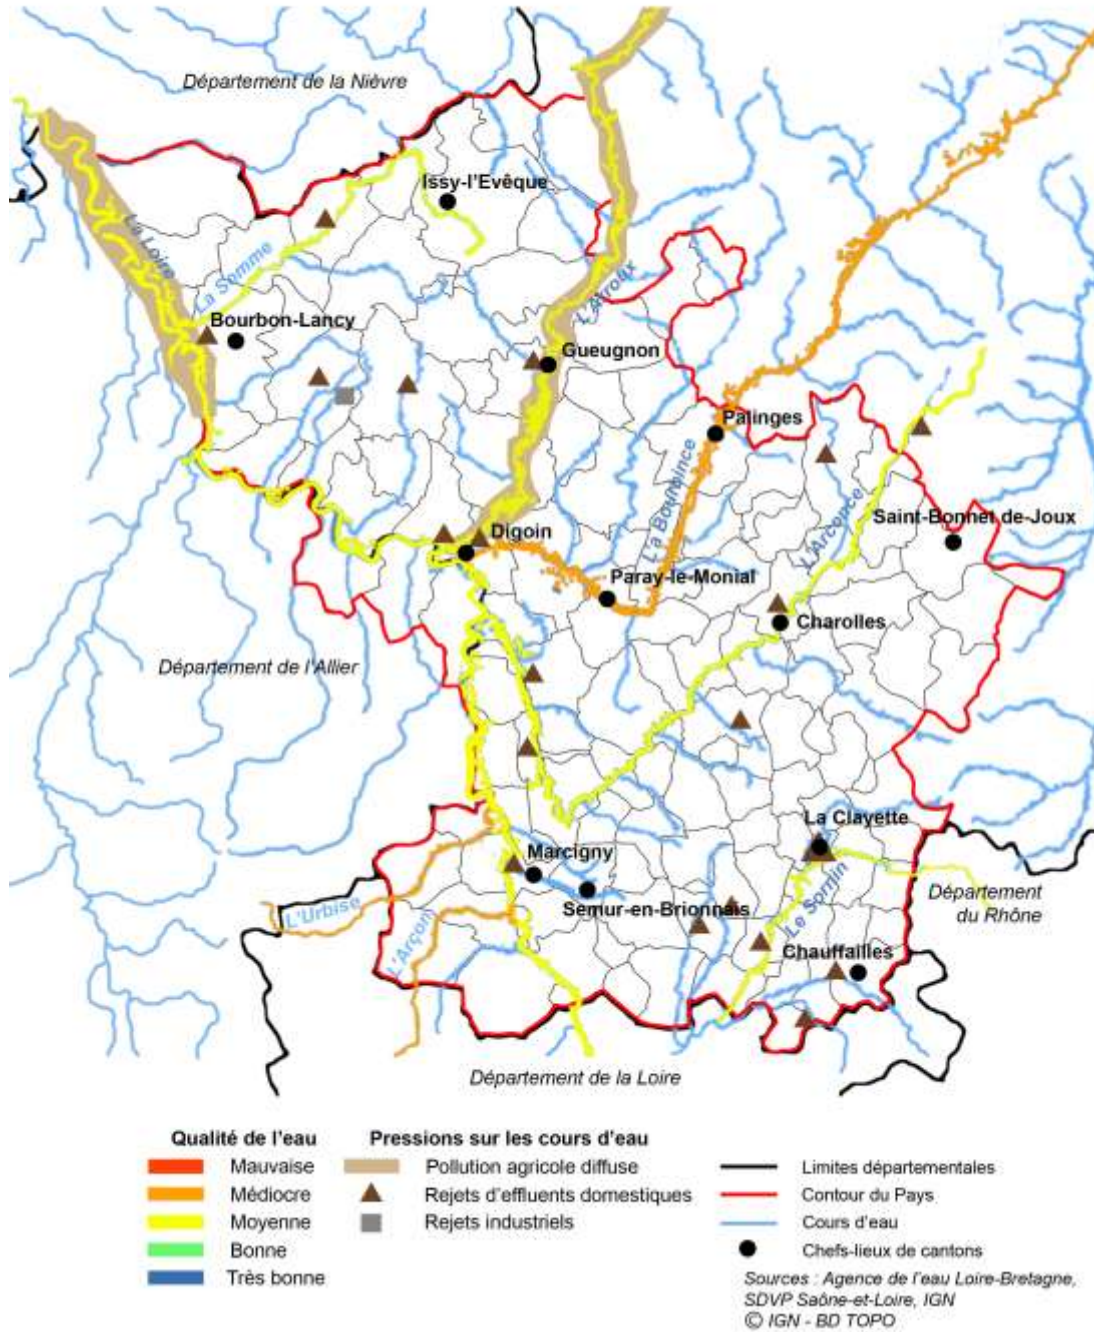 Département de la Nièvre
Issy-l'Evêque
La Loire
La Somme
L'Arroux
Bourbon-Lancy
Gueugnon
Palinges
La Bourbince
L'Arconce
Saint-Bonnet de-Joux
Digoin
Paray-le-Monial
Charolles
Département de l'Allier
La Clayette
Marcigny
Département
du Rhône
L'Urbise
L'Arçon
Semur-en-Brionnais
Le Sornin
Chauffailles
Département de la Loire
Qualité de l'eau
Mauvaise
Médiocre
Moyenne
Bonne
Très bonne
Pressions sur les cours d'eau
Pollution agricole diffuse
Rejets d'effluents domestiques
Rejets industriels
Limites départementales
Contour du Pays
Cours d'eau
Chefs-lieux de cantons
Sources : Agence de l'eau Loire-Bretagne,
SDVP Saône-et-Loire, IGN
© IGN - BD TOPO